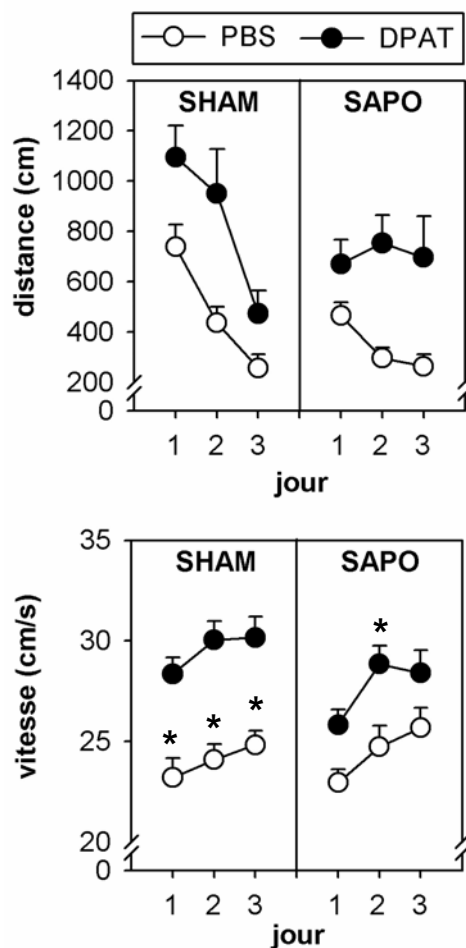 PBS DPAT
1400
1200
1000
800
600
400
200
0
distance (cm)
SHAM SAPO
1 2 3 1 2 3
jour
35
30
25
20
0
vitesse (cm/s)
SHAM SAPO
*
* * *
1 2 3 1 2 3
jour